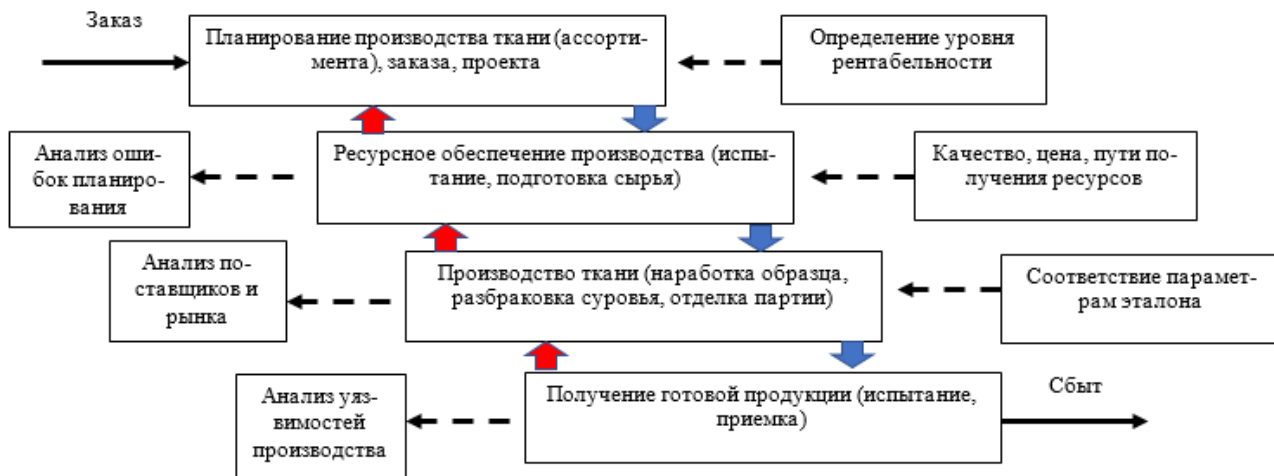 Заказ
Планирование производства ткани (ассорти-
мента), заказа, проекта
Определение уровня
рентабельности
Анализ оши-
бок планиро-
вания
Ресурсное обеспечение производства (испы-
тание, подготовка сырья)
Качество, цена, пути по-
лучения ресурсов
Анализ по-
ставщиков и
рынка
Производство ткани (наработка образца,
разбраковка суровья, отделка партии)
Соответствие парамет-
рам эталона
Анализ уяз-
вимостей
производства
Получение готовой продукции (испытание,
приемка)
Сбыт